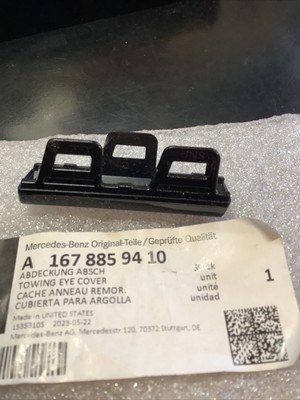 Mercedes-Benz Original-Teile/Geprüfte Qualität
A 167 885 94 10
ABDECKUNG ABSCH
TOWING EYE COVER
CACHE ANNEAU REMOR.
CUBIERTA PARA ARGOLLA
unit
unité
unidad
1
Made in UNITED STATES
2023-05-22
Mercedes-Benz AG, Mercedesstr 120, 70372 Stuttgart, DE